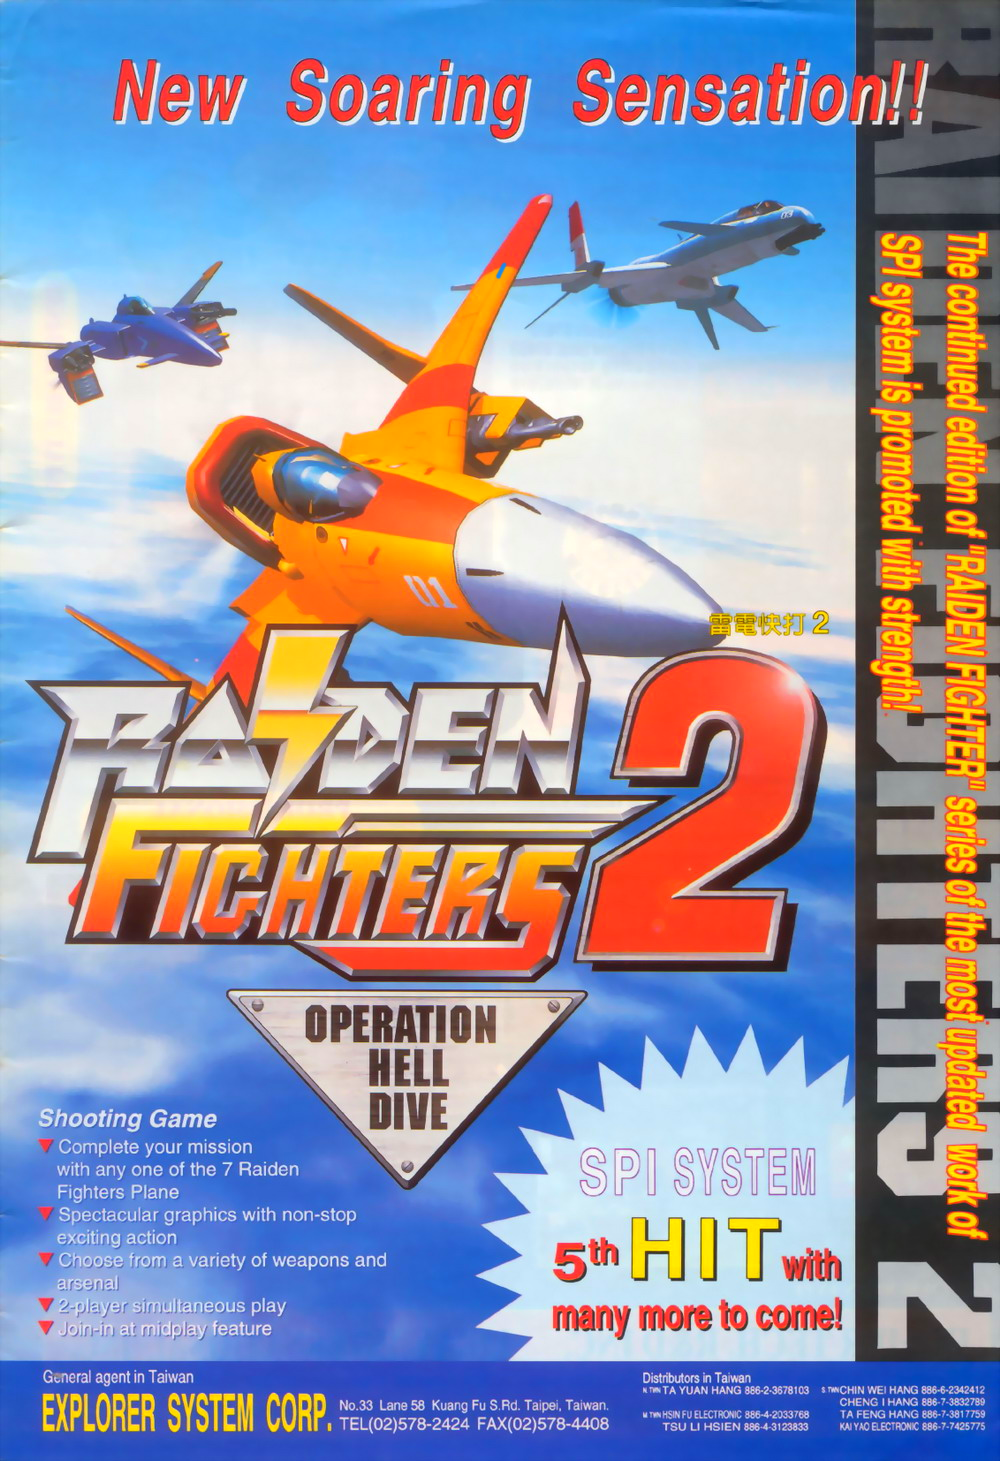 New Soaring Sensation!!
RAIDEN FIGHTERS 2
The continued edition of "RAIDEN FIGHTER" series of the most updated work of
SPI system is promoted with strength!
03
01
雷電快打 2
RAIDEN
FIGHTERS 2
OPERATION
HELL
DIVE
Shooting Game
▼ Complete your mission
with any one of the 7 Raiden
Fighters Plane
▼ Spectacular graphics with non-stop
exciting action
▼ Choose from a variety of weapons and
arsenal
▼ 2-player simultaneous play
▼ Join-in at midplay feature
SPI SYSTEM
5th HIT with
many more to come!
General agent in Taiwan
EXPLORER SYSTEM CORP.
No.33 Lane 58 Kuang Fu S.Rd. Taipei, Taiwan.
TEL(02)578-2424 FAX(02)578-4408
Distributors in Taiwan
N. TWN TA YUAN HANG 886-2-3678103
M TWN HSIN FU ELECTRONIC 886-4-2033768
TSU LI HSIEN 886-4-3123833
S. TWN CHIN WEI HANG 886-6-2342412
CHENG I HANG 886-7-3832789
TA FENG HANG 886-7-3817759
KAI YAO ELECTRONIC 886-7-7425775